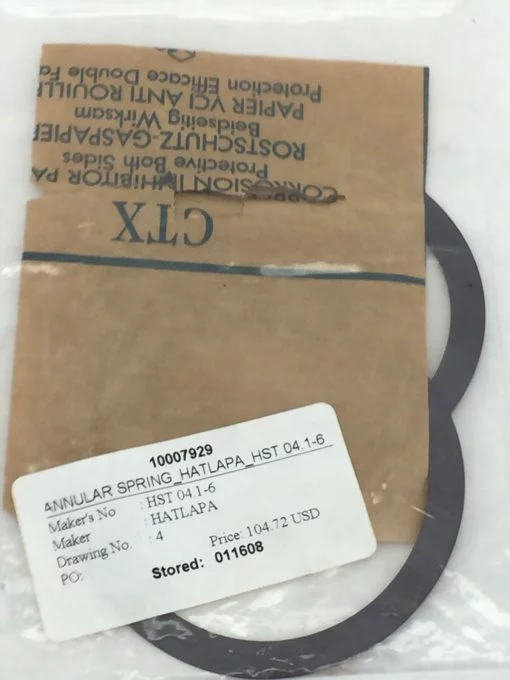 CTX
CORROSION INHIBITOR PA
Protective Both Sides
ROSTSCHUTZ-GASPAPIER
Beidseitig Wirksam
PAPIER VCI ANTI ROUILL
Protection Efficace Double Fa
10007929
ANNULAR SPRING_HATLAPA_HST 04.1-6
Maker's No : HST 04.1-6
Maker : HATLAPA
Drawing No. : 4
PO: Price: 104.72 USD
Stored: 011608